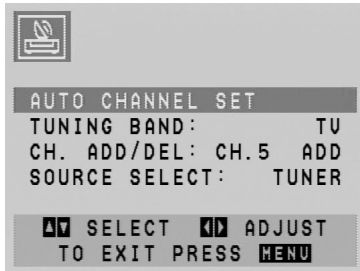 AUTO CHANNEL SET
TUNING BAND: TV
CH. ADD/DEL: CH.5 ADD
SOURCE SELECT: TUNER
SELECT ADJUST
TO EXIT PRESS MENU